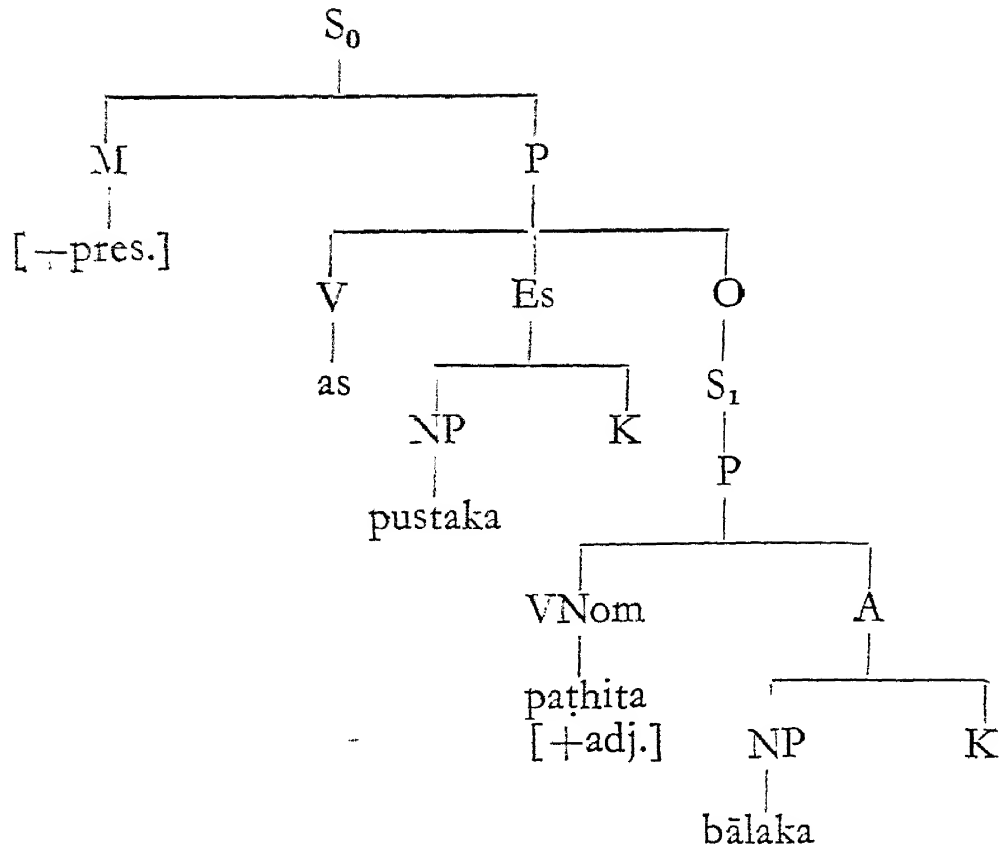 S₀
M P
[+pres.]
V Es O
as S₁
NP K
P
pustaka
VNom A
paṭhita
[+adj.] NP K
bālaka